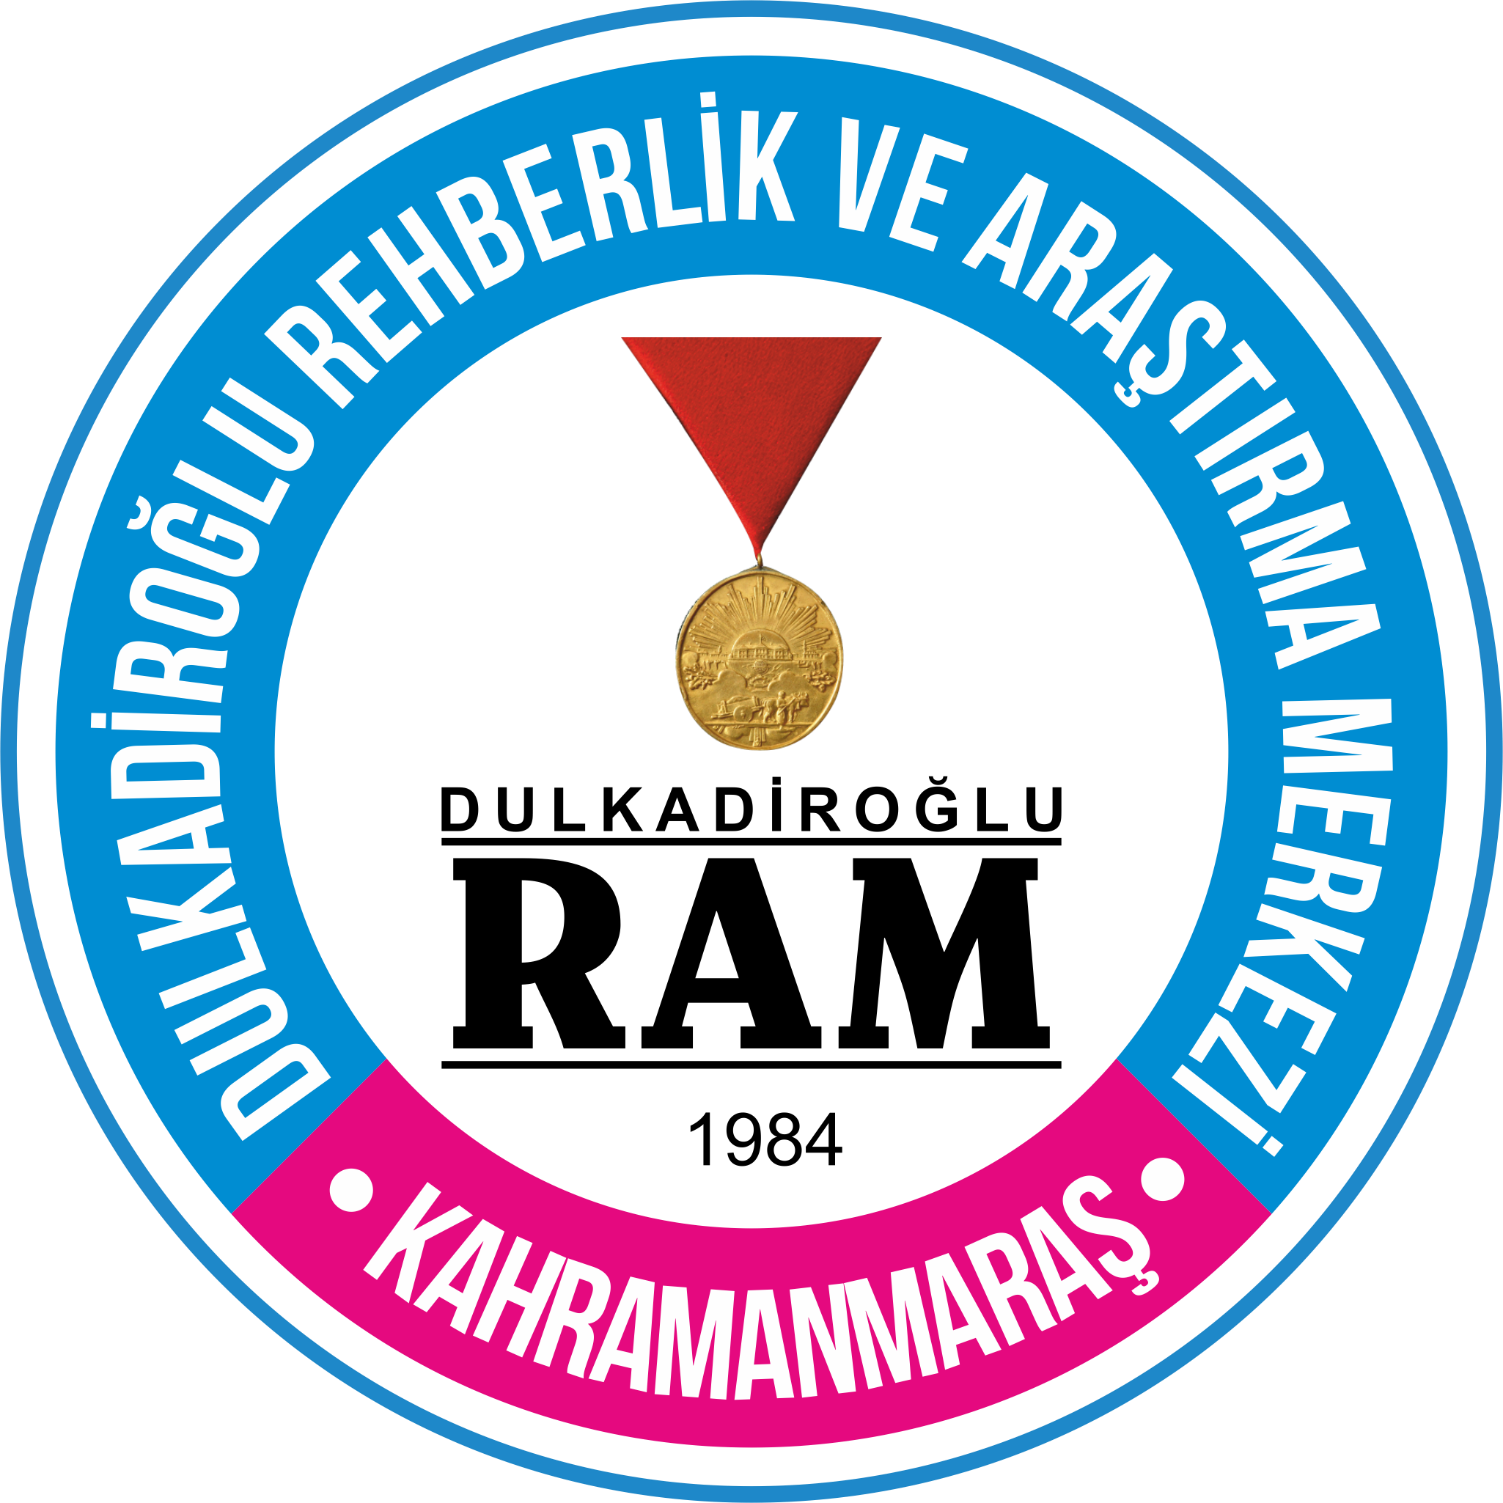 DULKADİROĞLU REHBERLİK VE ARAŞTIRMA MERKEZİ
DULKADİROĞLU
RAM
1984
• KAHRAMANMARAŞ •